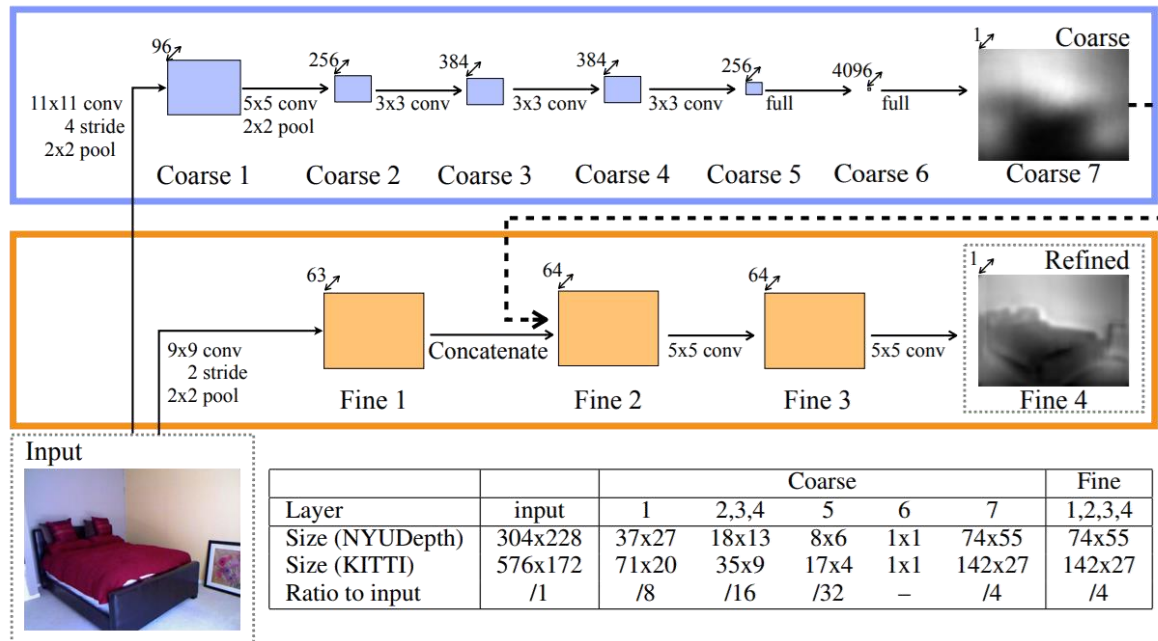 96
256
384
384
256
4096
1
Coarse
11x11 conv
4 stride
2x2 pool
5x5 conv
2x2 pool
3x3 conv
3x3 conv
3x3 conv
full
full
Coarse 1
Coarse 2
Coarse 3
Coarse 4
Coarse 5
Coarse 6
Coarse 7
63
64
64
1
Refined
9x9 conv
2 stride
2x2 pool
Concatenate
5x5 conv
5x5 conv
Fine 1
Fine 2
Fine 3
Fine 4
Input
Coarse Fine
Layer input 1 2,3,4 5 6 7 1,2,3,4
Size (NYUDepth) 304x228 37x27 18x13 8x6 1x1 74x55 74x55
Size (KITTI) 576x172 71x20 35x9 17x4 1x1 142x27 142x27
Ratio to input /1 /8 /16 /32 – /4 /4